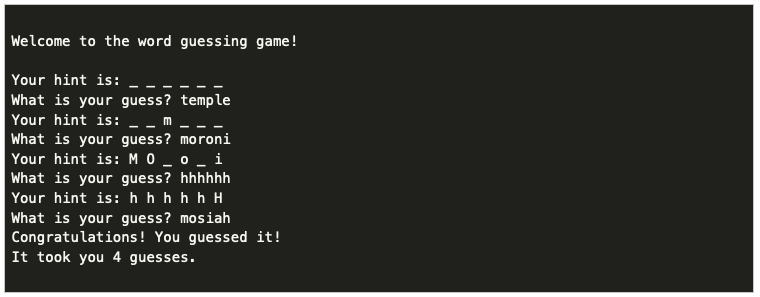 Welcome to the word guessing game!
Your hint is: _ _ _ _ _ _
What is your guess? temple
Your hint is: _ _ m _ _ _
What is your guess? moroni
Your hint is: M O _ o _ i
What is your guess? hhhhhh
Your hint is: h h h h h H
What is your guess? mosiah
Congratulations! You guessed it!
It took you 4 guesses.